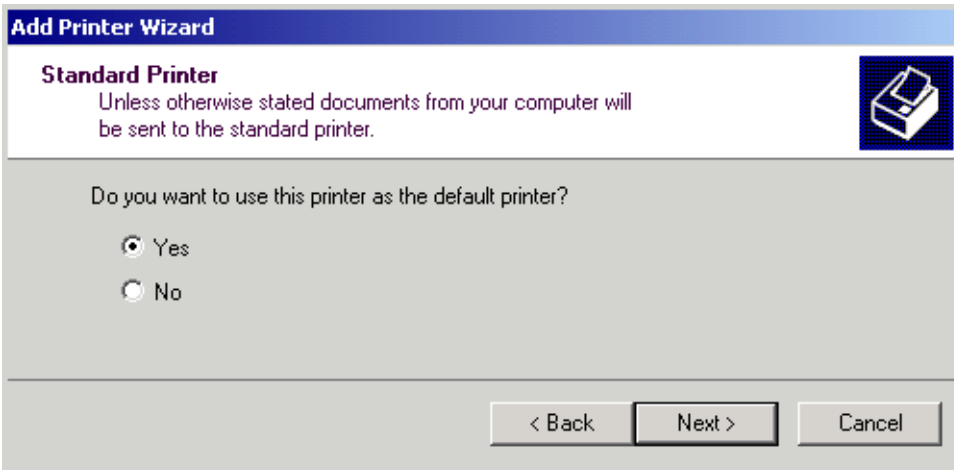 Add Printer Wizard
Standard Printer
Unless otherwise stated documents from your computer will
be sent to the standard printer.
Do you want to use this printer as the default printer?
Yes
No
< Back Next > Cancel